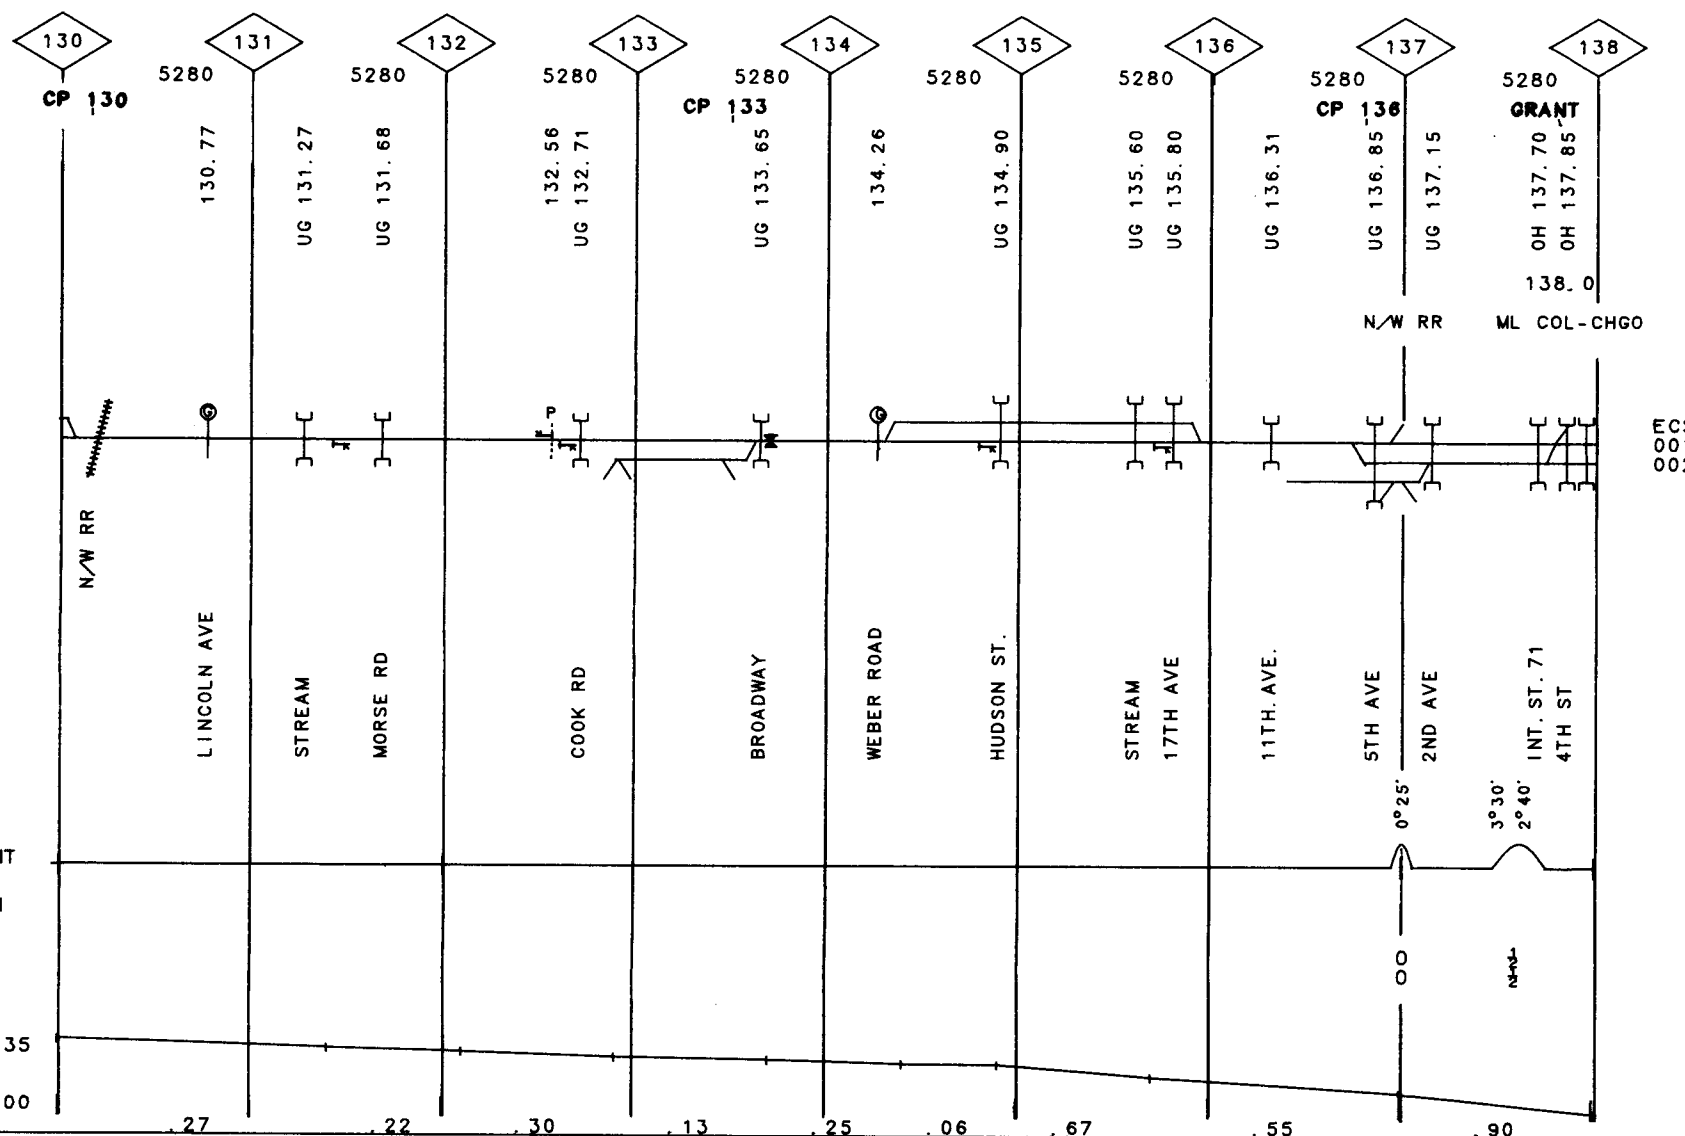 130 131 132 133 134 135 136 137 138
5280 5280 5280 5280 5280 5280 5280 5280
CP 130 CP 133 CP 136 GRANT
130.77
UG 131.27
UG 131.68
132.56
UG 132.71
UG 133.65
134.26
UG 134.90
UG 135.60
UG 135.80
UG 136.31
UG 136.85
UG 137.15
OH 137.70
OH 137.85
138.0
N/W RR ML COL-CHGO
P
G
G
001
N/W RR
LINCOLN AVE
STREAM
MORSE RD
COOK RD
BROADWAY
WEBER ROAD
HUDSON ST.
STREAM
17TH AVE
11TH. AVE.
5TH AVE
2ND AVE
INT. ST. 71
4TH ST
0°25'
3°30'
2°40'
0
0
35
00
.27 .22 .30 .13 .25 .06 .67 .55 .90